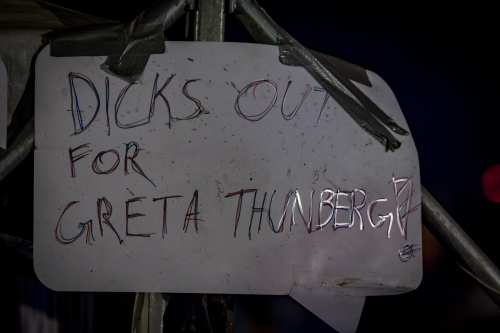 DICKS OUT
FOR
GRETA THUNBERG